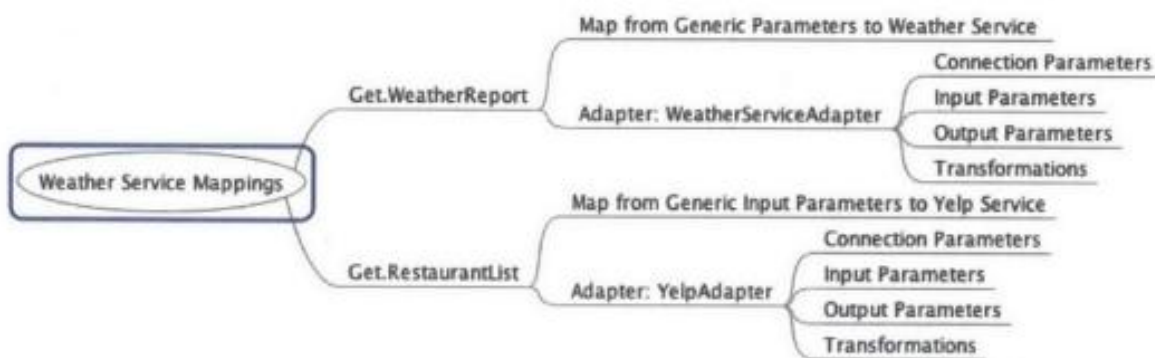 Weather Service Mappings
Get.WeatherReport
Map from Generic Parameters to Weather Service
Adapter: WeatherServiceAdapter
Connection Parameters
Input Parameters
Output Parameters
Transformations
Get.RestaurantList
Map from Generic Input Parameters to Yelp Service
Adapter: YelpAdapter
Connection Parameters
Input Parameters
Output Parameters
Transformations